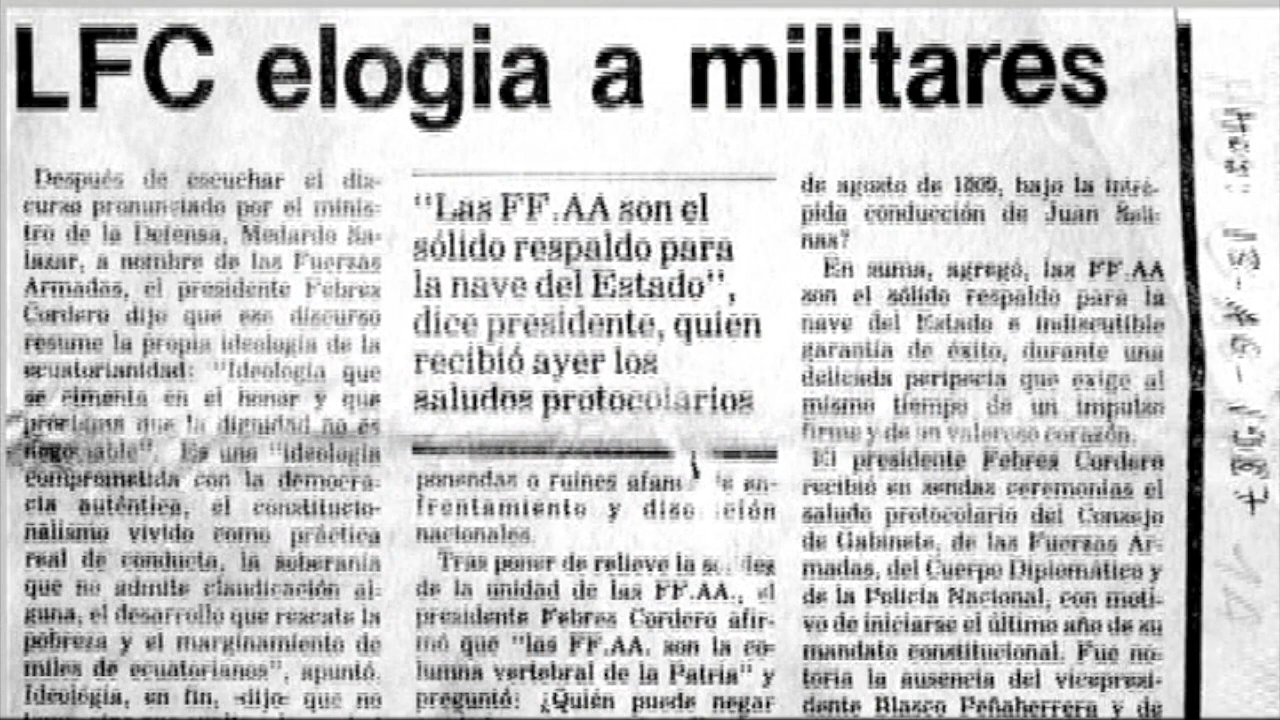 LFC elogia a militares
Después de escuchar el dis-
curso pronunciado por el minis-
tro de la Defensa, Medardo Sa-
lazar, a nombre de las Fuerzas
Armadas, el presidente Febres
Cordero dijo que ese discurso
resume la propia ideología de la
ecuatorianidad: "Ideología que
se cimenta en el honor y que
proclama que la dignidad no es
Es una "ideología
comprometida con la democra-
cia auténtica, el constitucio-
nalismo vivido como práctica
real de conducta, la soberanía
que no admite claudicación al-
guna, el desarrollo que rescata la
pobreza y el marginamiento de
miles de ecuatorianos", apuntó.
Ideología, en fin, -dijo- que no
"Las FF.AA son el
sólido respaldo para
la nave del Estado",
dice presidente, quien
recibió ayer los
saludos protocolarios
ponendas o ruines afan en-
frentamiento y
nacionales.
Tras poner de relieve la
de la unidad de las FF.AA., el
presidente Febres Cordero afir-
mó que "las FF.AA. son la co-
lumna vertebral de la Patria" y
preguntó: ¿Quién puede negar
de agosto de 1809, bajo la intré-
pida conducción de Juan Sali-
nas?
En suma, agregó, las FF.AA
son el sólido respaldo para la
nave del Estado e indiscutible
garantía de éxito, durante una
delicada peripecia que exige al
mismo tiempo de un impulso
firme y de un valeroso corazón.
El presidente Febres Cordero
recibió en sendas ceremonias el
saludo protocolario del Consejo
de Gabinete, de las Fuerzas Ar-
madas, del Cuerpo Diplomático y
de la Policía Nacional, con moti-
vo de iniciarse el último año de su
mandato constitucional. Fue no-
toria la ausencia del vicepresi-
dente Blasco Peñaherrera y de